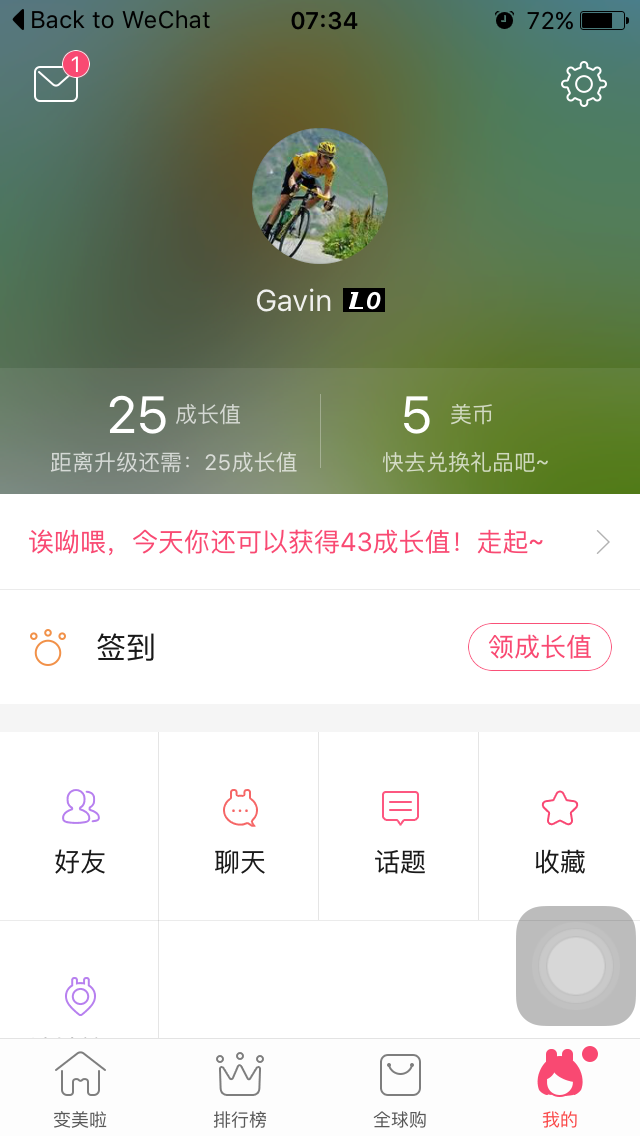 Back to WeChat 07:34 72%
1
Gavin L0
25 成长值 5 美币
距离升级还需：25成长值 快去兑换礼品吧~
诶呦喂，今天你还可以获得43成长值！走起~
签到 领成长值
好友 聊天 话题 收藏
变美啦 排行榜 全球购 我的